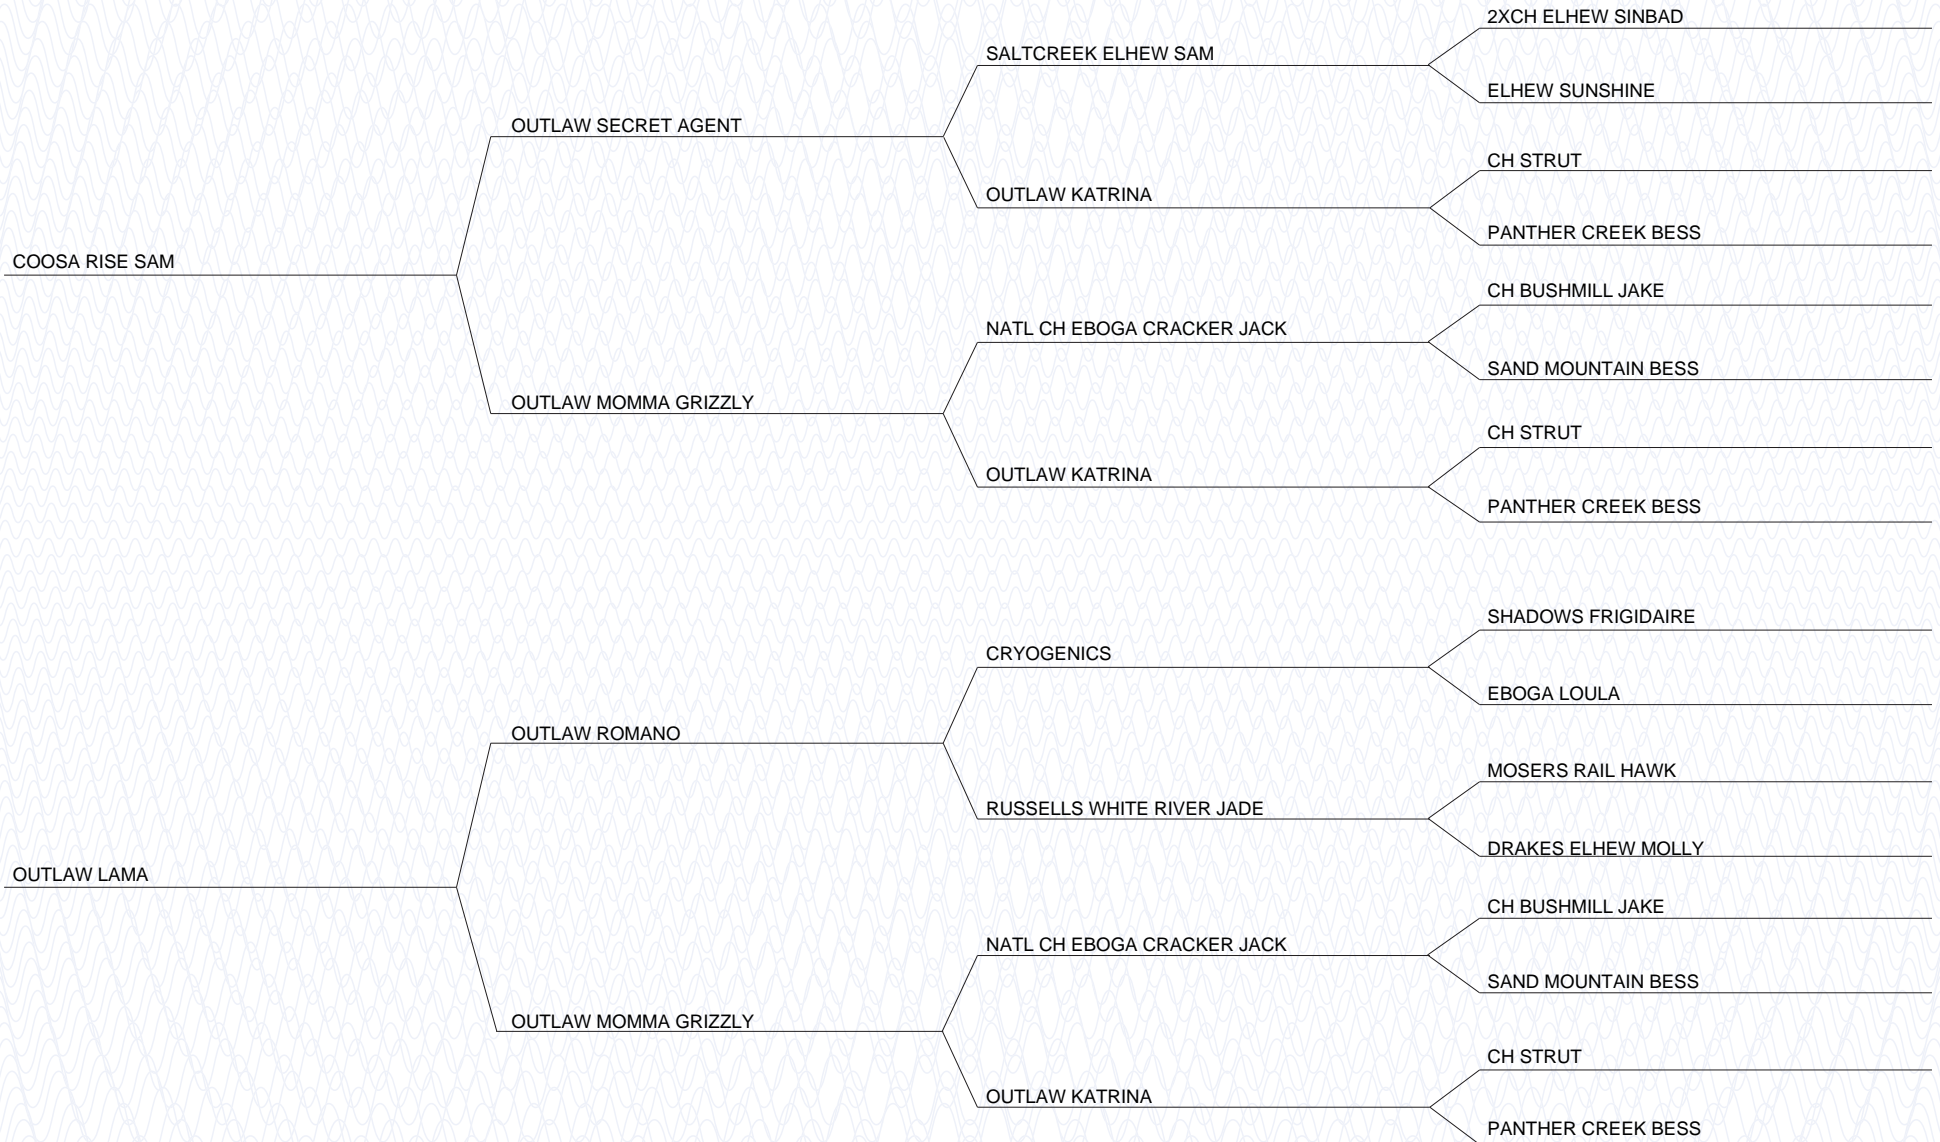 2XCH ELHEW SINBAD
SALTCREEK ELHEW SAM
ELHEW SUNSHINE
OUTLAW SECRET AGENT
CH STRUT
OUTLAW KATRINA
PANTHER CREEK BESS
COOSA RISE SAM
CH BUSHMILL JAKE
NATL CH EBOGA CRACKER JACK
SAND MOUNTAIN BESS
OUTLAW MOMMA GRIZZLY
CH STRUT
OUTLAW KATRINA
PANTHER CREEK BESS
SHADOWS FRIGIDAIRE
CRYOGENICS
EBOGA LOULA
OUTLAW ROMANO
MOSERS RAIL HAWK
RUSSELLS WHITE RIVER JADE
DRAKES ELHEW MOLLY
OUTLAW LAMA
CH BUSHMILL JAKE
NATL CH EBOGA CRACKER JACK
SAND MOUNTAIN BESS
OUTLAW MOMMA GRIZZLY
CH STRUT
OUTLAW KATRINA
PANTHER CREEK BESS